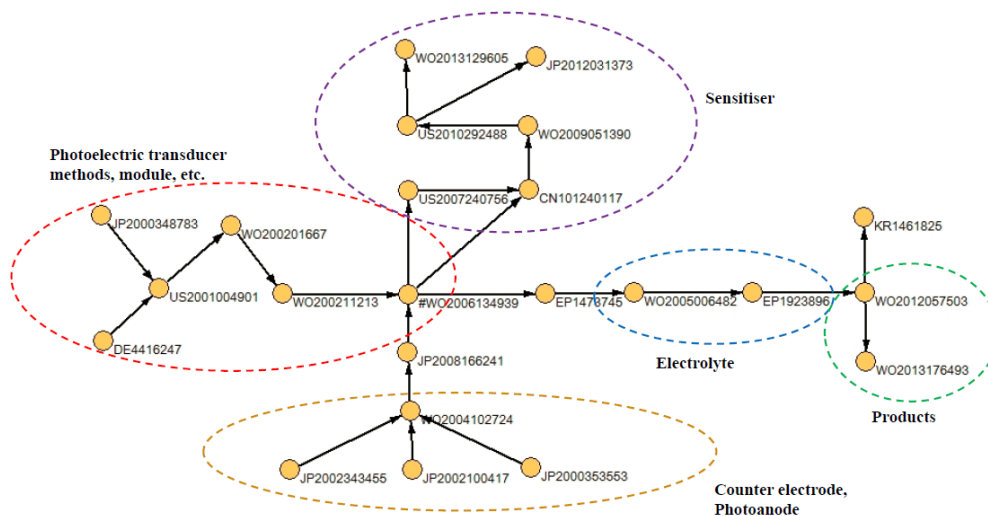 WO2013129605
JP2012031373
Sensitiser
US2010292488
WO2009051390
Photoelectric transducer
methods, module, etc.
US2007240756
CN101240117
JP2000348783
WO200201667
KR1461825
US2001004901
WO200211213
#WO2006134939
EP1473745
WO2005006482
EP1923896
WO2012057503
DE4416247
JP2008166241
Electrolyte
WO2013176493
Products
WO2004102724
JP2002343455
JP2002100417
JP2000353553
Counter electrode,
Photoanode